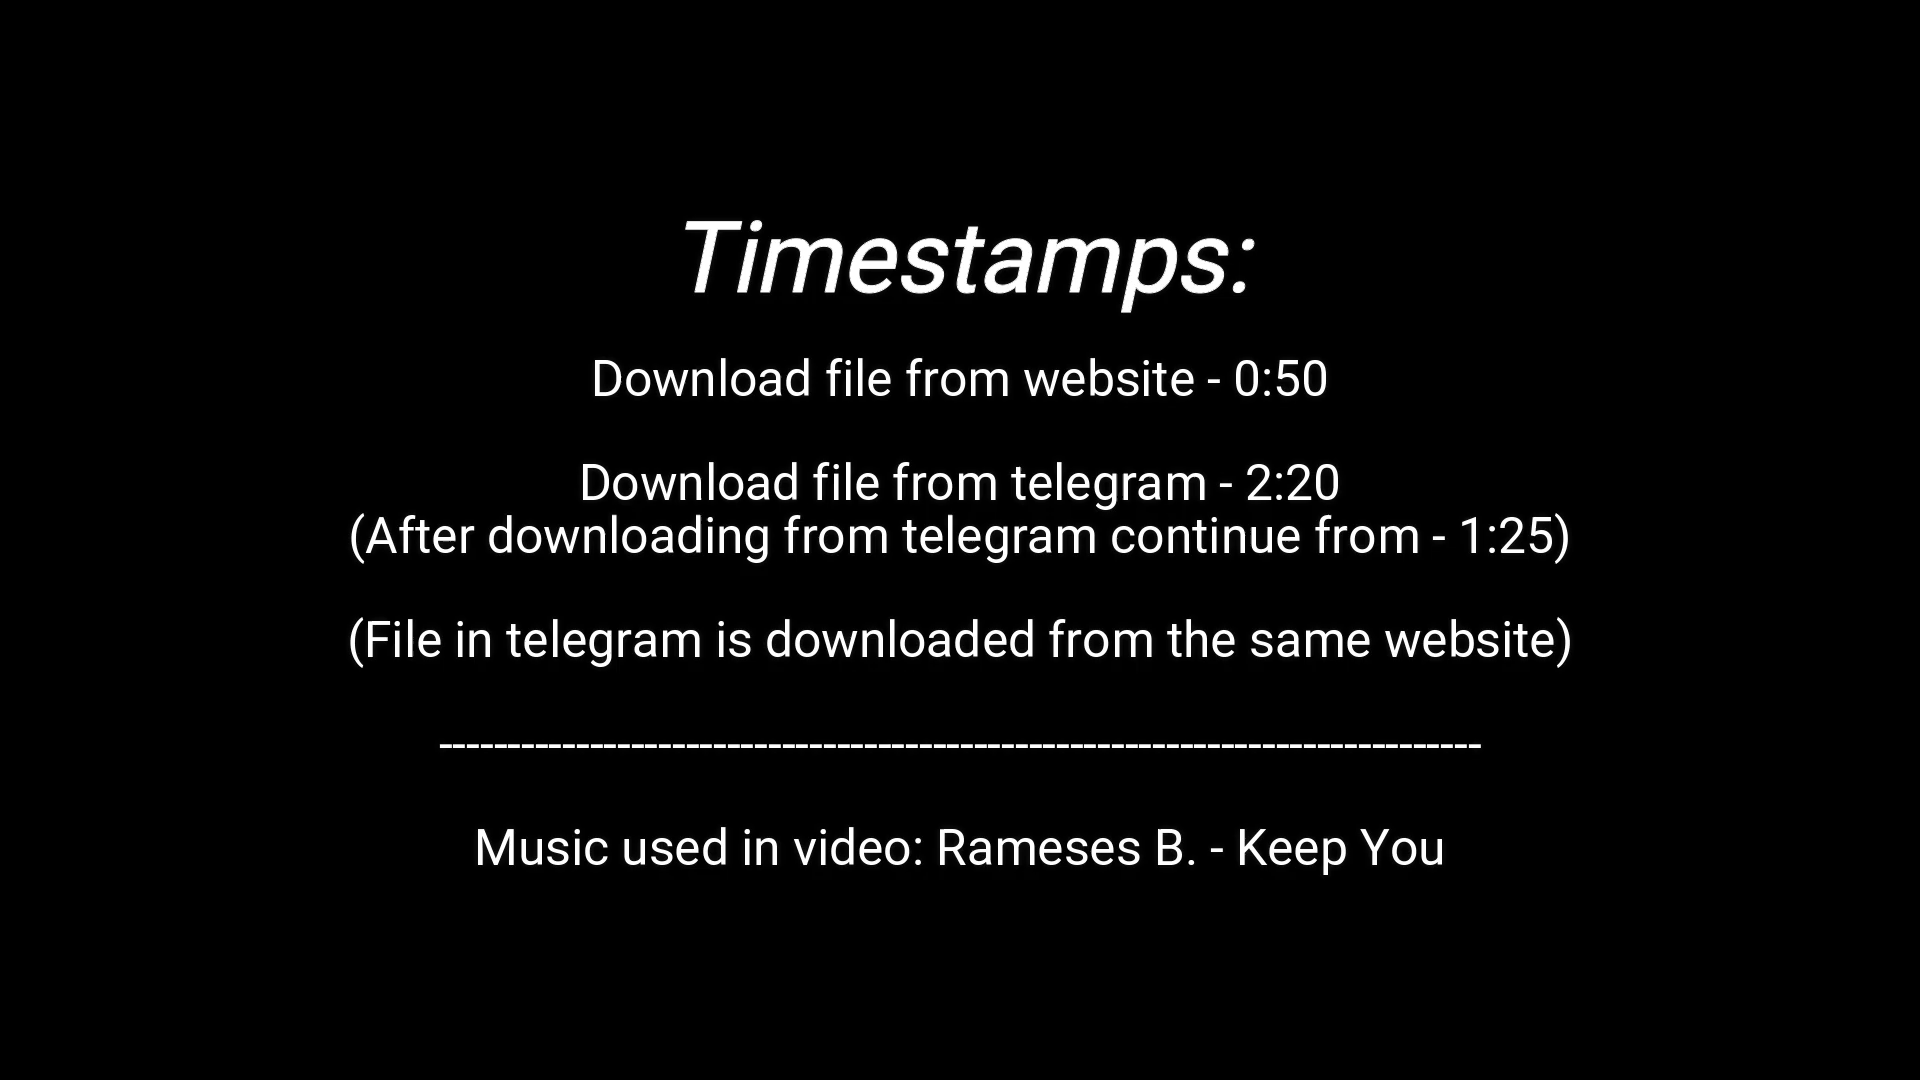 Timestamps:
Download file from website - 0:50
Download file from telegram - 2:20
(After downloading from telegram continue from - 1:25)
(File in telegram is downloaded from the same website)
----------------------------------------------------------------------------
Music used in video: Rameses B. - Keep You